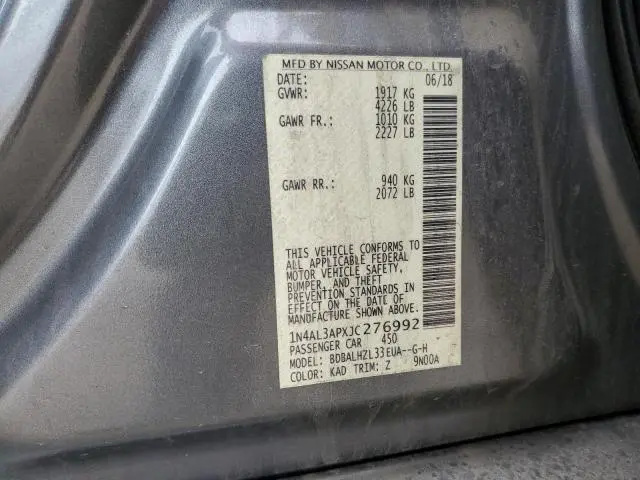 MFD BY NISSAN MOTOR CO., LTD.
DATE: 06/18
GVWR: 1917 KG
4226 LB
GAWR FR.: 1010 KG
2227 LB
GAWR RR.: 940 KG
2072 LB
THIS VEHICLE CONFORMS TO
ALL APPLICABLE FEDERAL
MOTOR VEHICLE SAFETY,
BUMPER, AND THEFT
PREVENTION STANDARDS IN
EFFECT ON THE DATE OF
MANUFACTURE SHOWN ABOVE.
1N4AL3APXJC276992
PASSENGER CAR 450
MODEL: BDBALHZL33EUA--G-H
COLOR: KAD TRIM: Z 9N00A